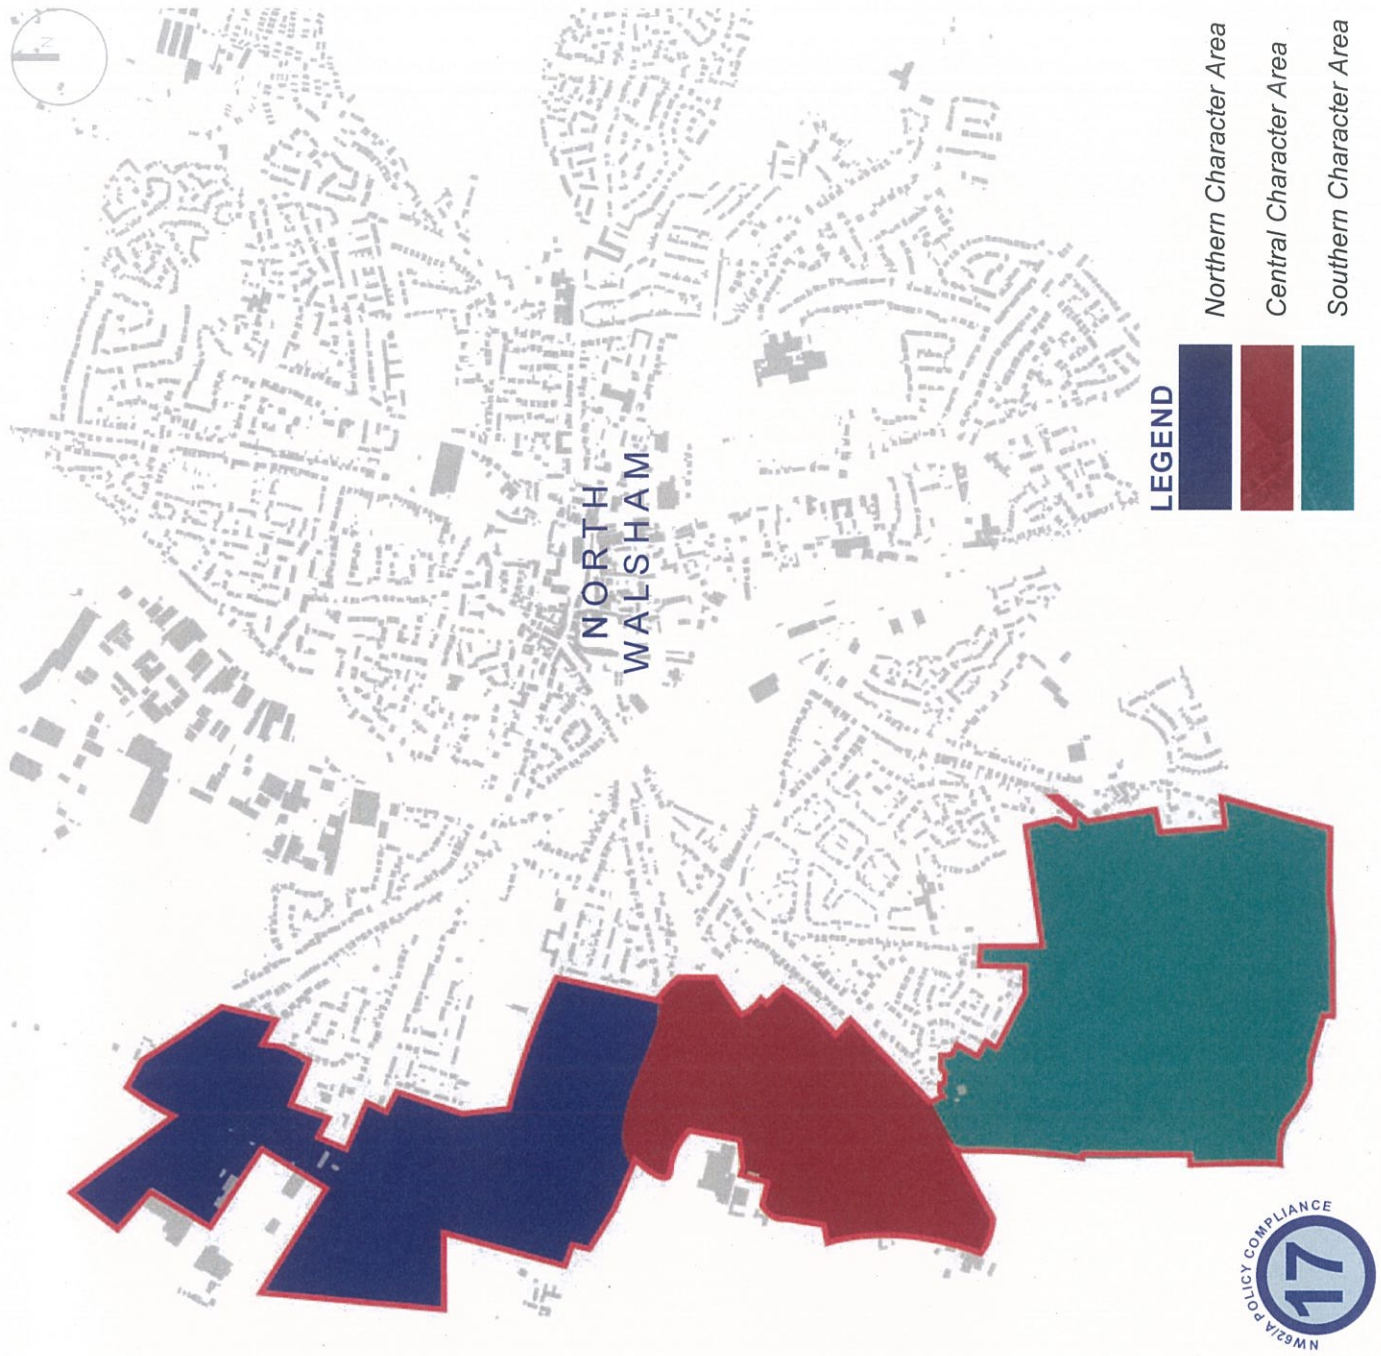 N
NORTH
WALSHAM
LEGEND
Northern Character Area
Central Character Area
Southern Character Area
NW62/A POLICY COMPLIANCE
17